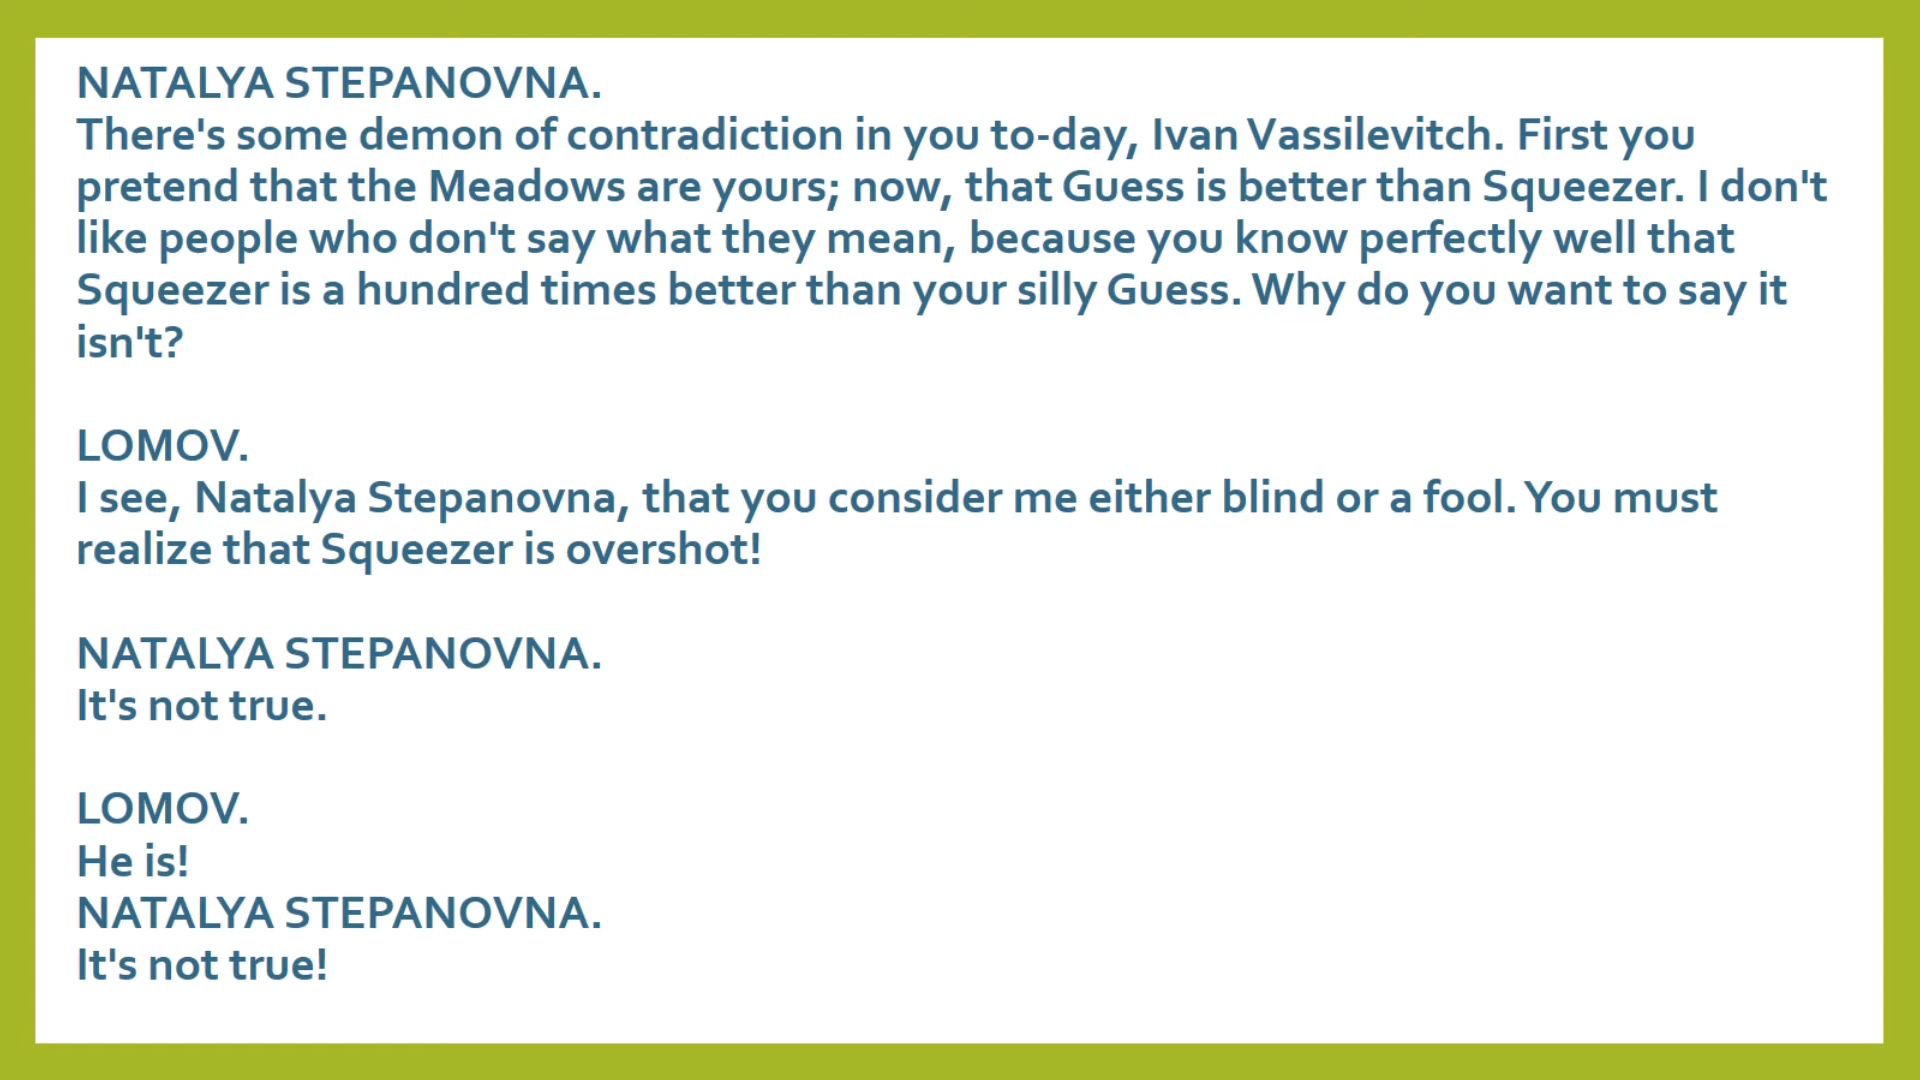 NATALYA STEPANOVNA.
There's some demon of contradiction in you to-day, Ivan Vassilevitch. First you
pretend that the Meadows are yours; now, that Guess is better than Squeezer. I don't
like people who don't say what they mean, because you know perfectly well that
Squeezer is a hundred times better than your silly Guess. Why do you want to say it
isn't?
LOMOV.
I see, Natalya Stepanovna, that you consider me either blind or a fool. You must
realize that Squeezer is overshot!
NATALYA STEPANOVNA.
It's not true.
LOMOV.
He is!
NATALYA STEPANOVNA.
It's not true!